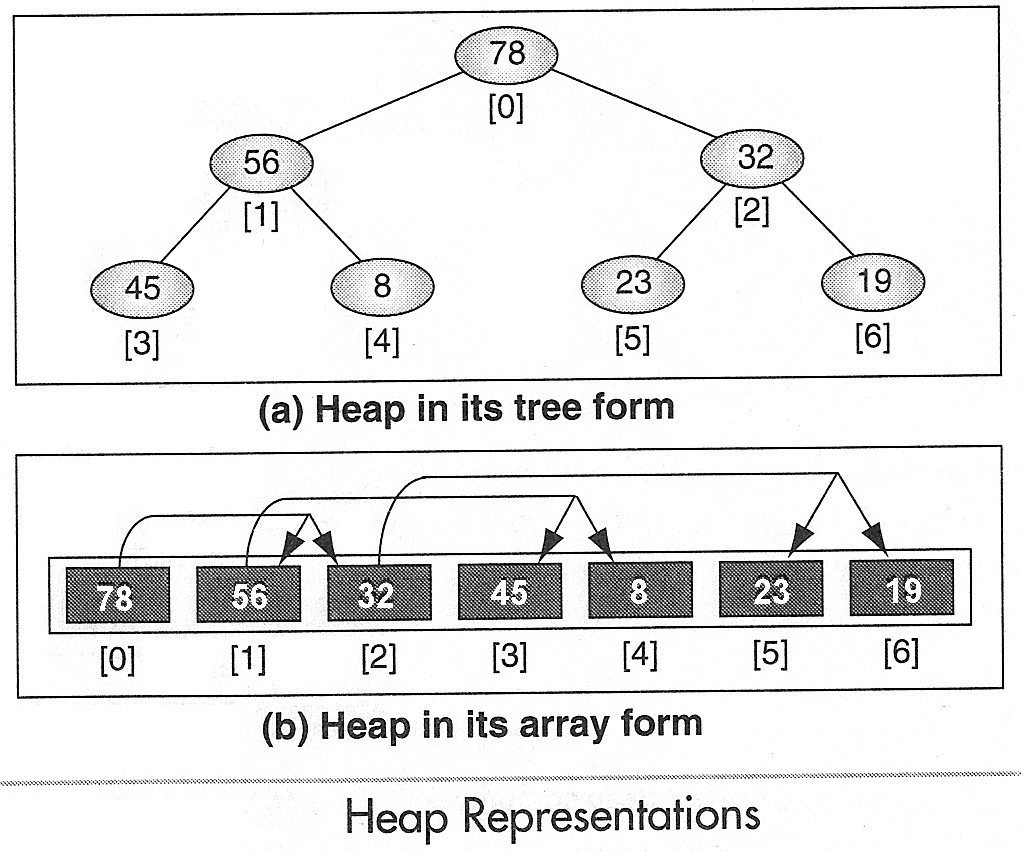 78
[0]
56 32
[1] [2]
45 8 23 19
[3] [4] [5] [6]
(a) Heap in its tree form
78 56 32 45 8 23 19
[0] [1] [2] [3] [4] [5] [6]
(b) Heap in its array form
Heap Representations